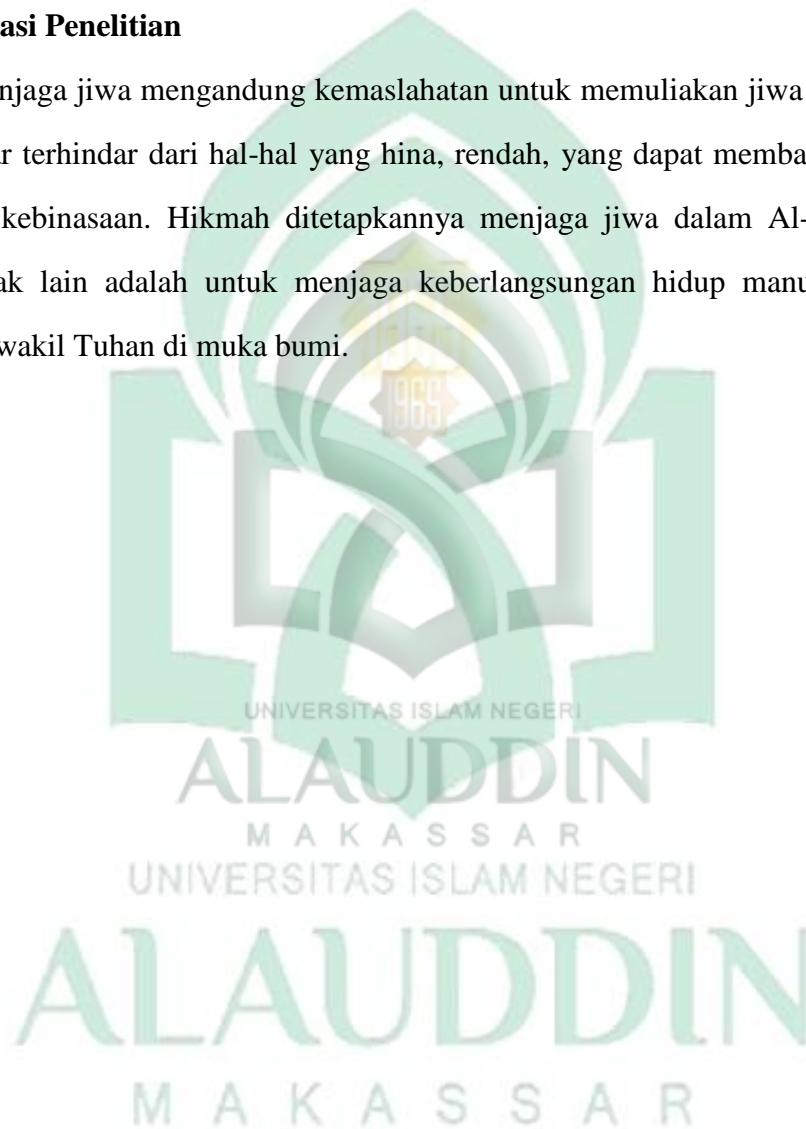 asi Penelitian
njaga jiwa mengandung kemaslahatan untuk memuliakan jiwa
r terhindar dari hal-hal yang hina, rendah, yang dapat memba
kebinasaan. Hikmah ditetapkannya menjaga jiwa dalam Al-
ak lain adalah untuk menjaga keberlangsungan hidup manu
wakil Tuhan di muka bumi.
1965
UNIVERSITAS ISLAM NEGERI
ALAUDDIN
MAKASSAR
UNIVERSITAS ISLAM NEGERI
ALAUDDIN
MAKASSAR